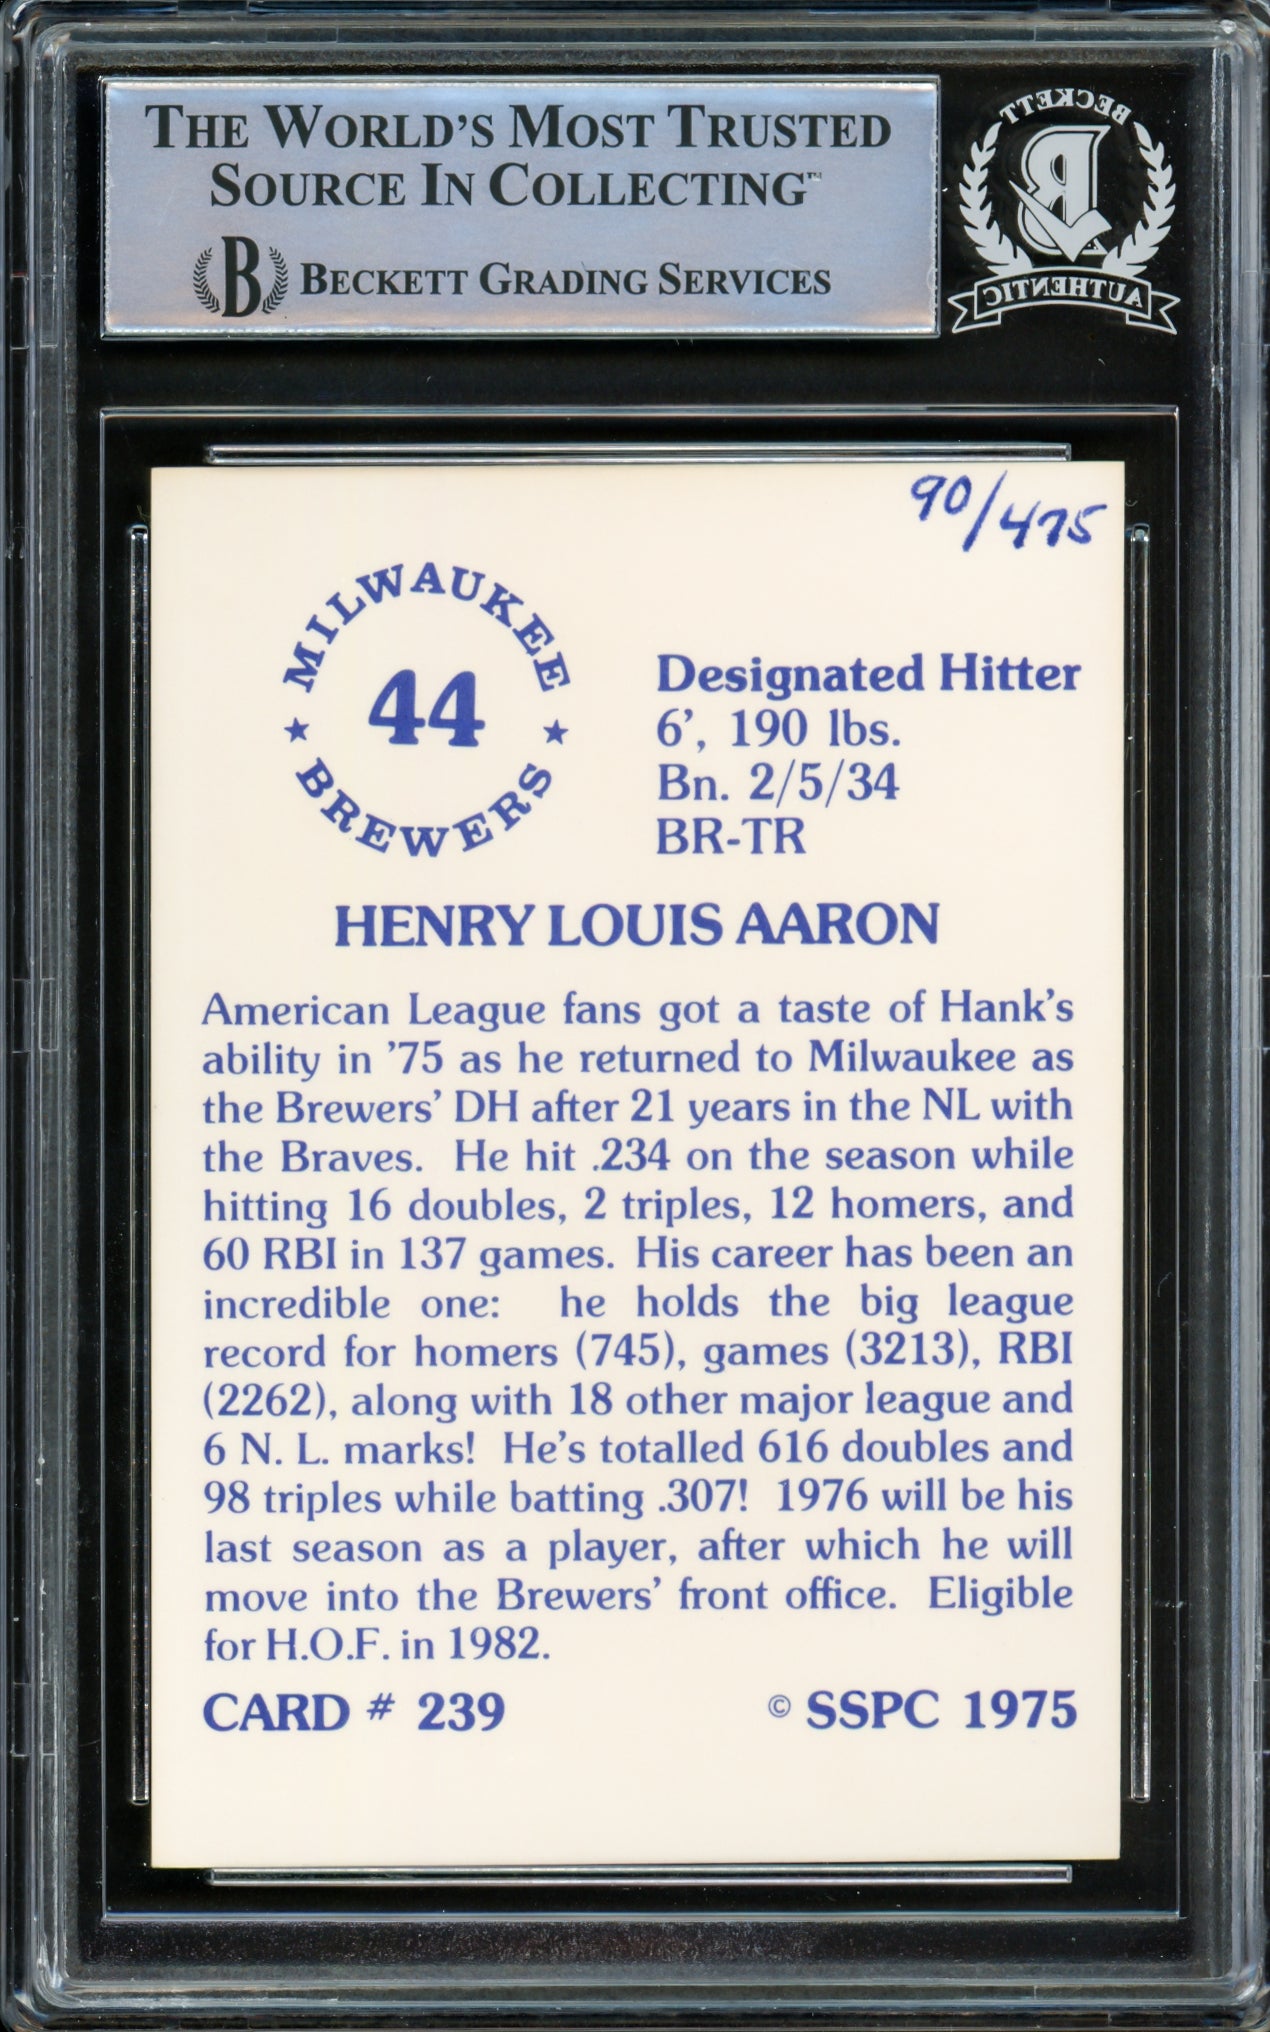 THE WORLD'S MOST TRUSTED
SOURCE IN COLLECTING™
B BECKETT GRADING SERVICES
BECKETT
B
AUTHENTIC
90/475
MILWAUKEE
44
BREWERS
Designated Hitter
6', 190 lbs.
Bn. 2/5/34
BR-TR
HENRY LOUIS AARON
American League fans got a taste of Hank's
ability in '75 as he returned to Milwaukee as
the Brewers' DH after 21 years in the NL with
the Braves. He hit .234 on the season while
hitting 16 doubles, 2 triples, 12 homers, and
60 RBI in 137 games. His career has been an
incredible one: he holds the big league
record for homers (745), games (3213), RBI
(2262), along with 18 other major league and
6 N. L. marks! He's totalled 616 doubles and
98 triples while batting .307! 1976 will be his
last season as a player, after which he will
move into the Brewers' front office. Eligible
for H.O.F. in 1982.
CARD # 239
© SSPC 1975